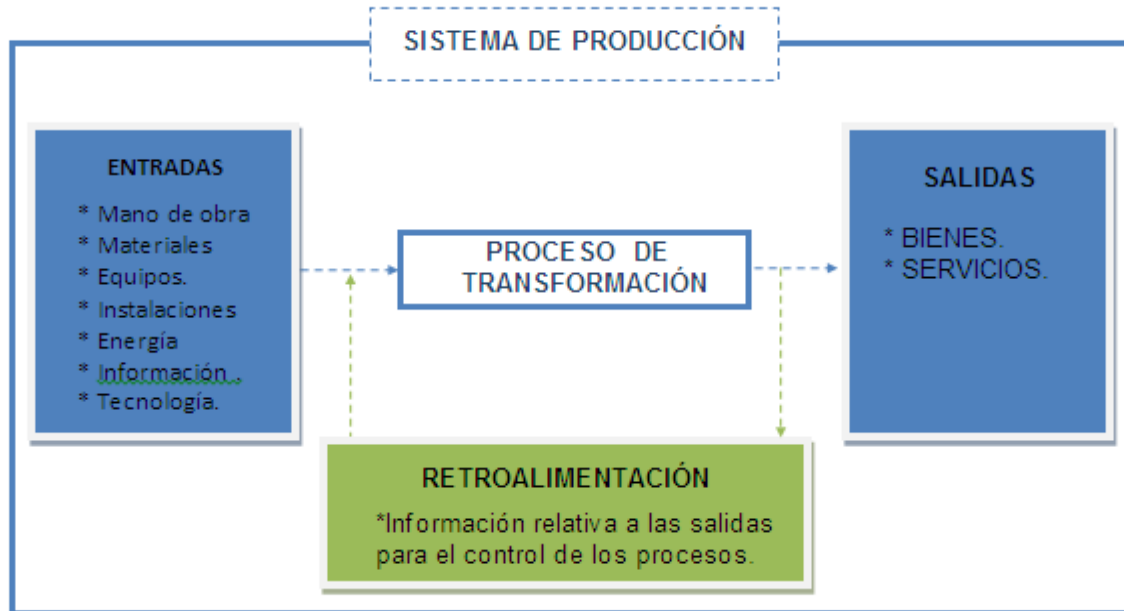 SISTEMA DE PRODUCCIÓN
ENTRADAS
* Mano de obra
* Materiales
* Equipos.
* Instalaciones
* Energía
* Información .
* Tecnología.
PROCESO DE
TRANSFORMACIÓN
SALIDAS
* BIENES.
* SERVICIOS.
RETROALIMENTACIÓN
*Información relativa a las salidas
para el control de los procesos.